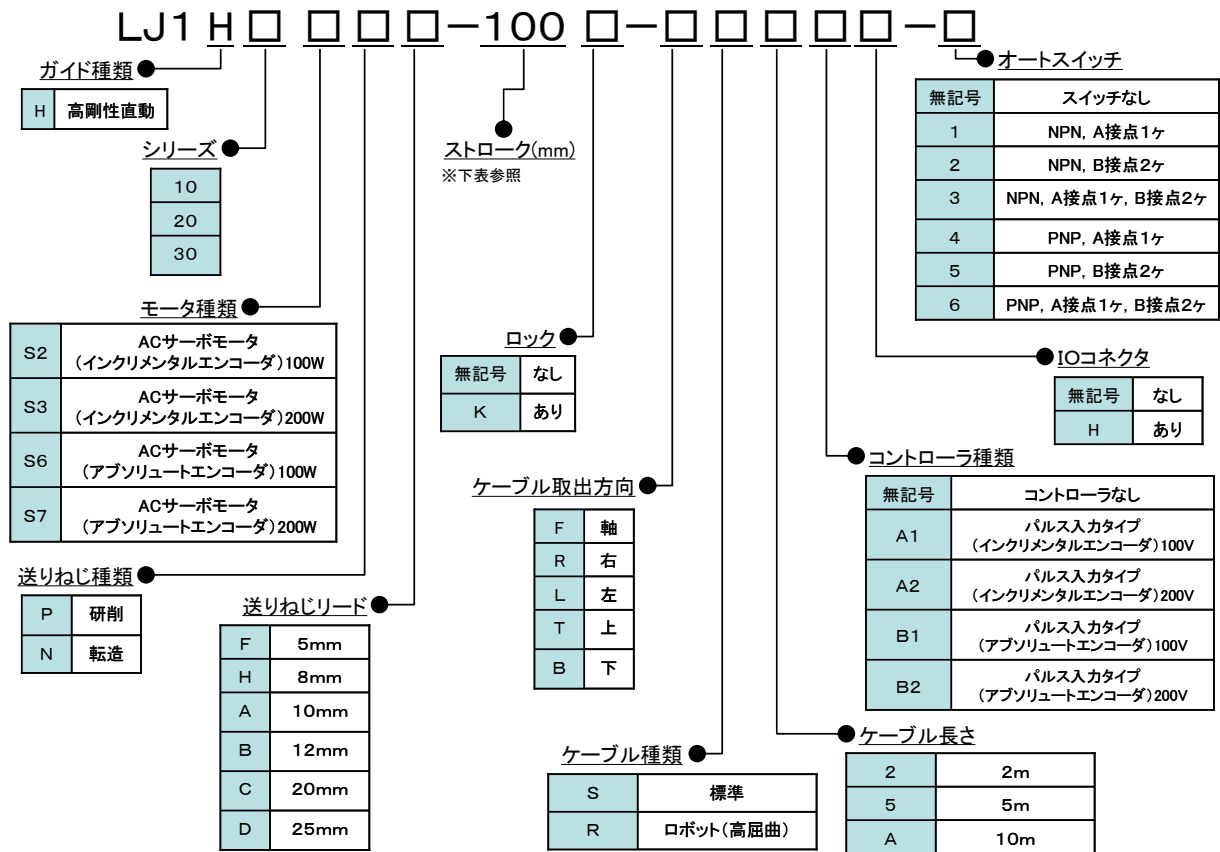 LJ1 H□ □□□-100 □-□□□□□-□
ガイド種類
H 高剛性直動
シリーズ
10
20
30
モータ種類
S2 ACサーボモータ
(インクリメンタルエンコーダ)100W
S3 ACサーボモータ
(インクリメンタルエンコーダ)200W
S6 ACサーボモータ
(アブソリュートエンコーダ)100W
S7 ACサーボモータ
(アブソリュートエンコーダ)200W
送りねじ種類
P 研削
N 転造
送りねじリード
F 5mm
H 8mm
A 10mm
B 12mm
C 20mm
D 25mm
ストローク(mm)
※下表参照
ロック
無記号 なし
K あり
ケーブル取出方向
F 軸
R 右
L 左
T 上
B 下
ケーブル種類
S 標準
R ロボット(高屈曲)
ケーブル長さ
2 2m
5 5m
A 10m
コントローラ種類
無記号 コントローラなし
A1 パルス入力タイプ
(インクリメンタルエンコーダ)100V
A2 パルス入力タイプ
(インクリメンタルエンコーダ)200V
B1 パルス入力タイプ
(アブソリュートエンコーダ)100V
B2 パルス入力タイプ
(アブソリュートエンコーダ)200V
IOコネクタ
無記号 なし
H あり
オートスイッチ
無記号 スイッチなし
1 NPN, A接点1ヶ
2 NPN, B接点2ヶ
3 NPN, A接点1ヶ, B接点2ヶ
4 PNP, A接点1ヶ
5 PNP, B接点2ヶ
6 PNP, A接点1ヶ, B接点2ヶ